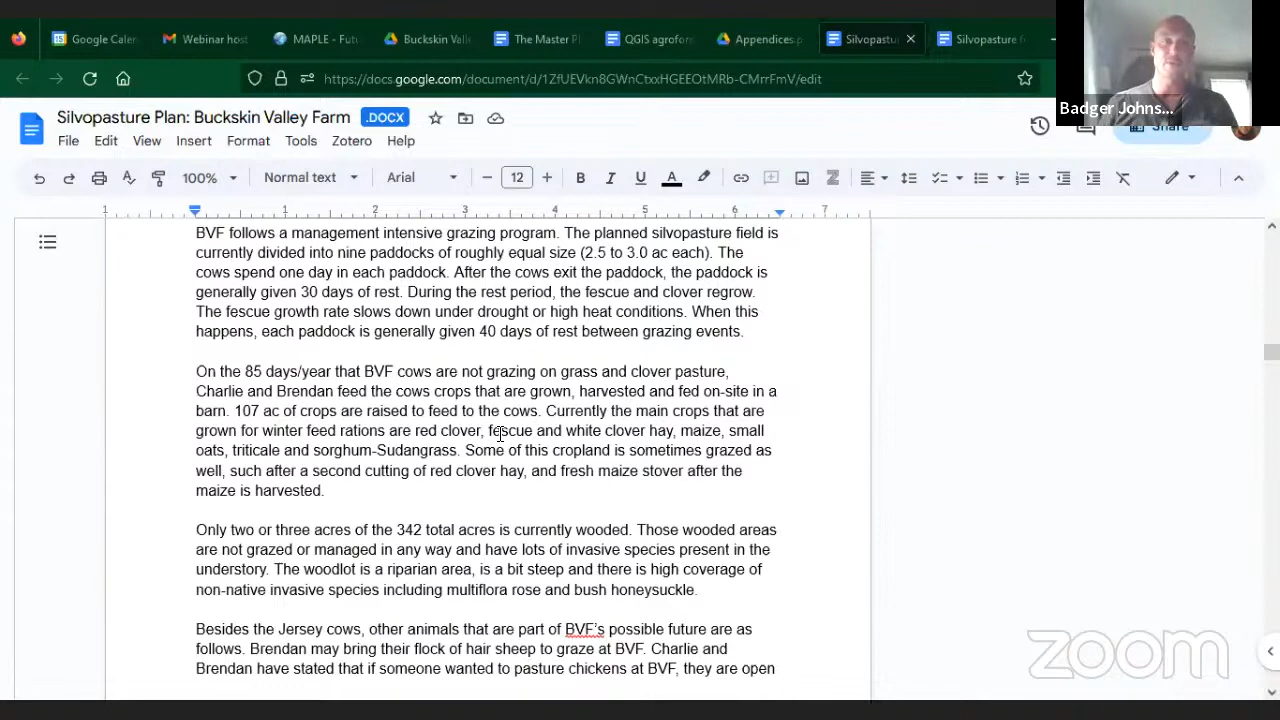 Google Calen
Webinar host
MAPLE - Futu
Buckskin Valle
The Master Pl
QGIS agrofor
Appendices.p
Silvopastu
Silvopasture f
https://docs.google.com/document/d/1ZfUEVkn8GWnCtxxHGEEOtMRb-CMrrFmV/edit
Badger Johns...
Silvopasture Plan: Buckskin Valley Farm .DOCX
Share
File Edit View Insert Format Tools Zotero Help
100% Normal text Arial 12 B I U A
1 1 2 3 4 5 6 7
BVF follows a management intensive grazing program. The planned silvopasture field is
currently divided into nine paddocks of roughly equal size (2.5 to 3.0 ac each). The
cows spend one day in each paddock. After the cows exit the paddock, the paddock is
generally given 30 days of rest. During the rest period, the fescue and clover regrow.
The fescue growth rate slows down under drought or high heat conditions. When this
happens, each paddock is generally given 40 days of rest between grazing events.
On the 85 days/year that BVF cows are not grazing on grass and clover pasture,
Charlie and Brendan feed the cows crops that are grown, harvested and fed on-site in a
barn. 107 ac of crops are raised to feed to the cows. Currently the main crops that are
grown for winter feed rations are red clover, fescue and white clover hay, maize, small
oats, triticale and sorghum-Sudangrass. Some of this cropland is sometimes grazed as
well, such after a second cutting of red clover hay, and fresh maize stover after the
maize is harvested.
Only two or three acres of the 342 total acres is currently wooded. Those wooded areas
are not grazed or managed in any way and have lots of invasive species present in the
understory. The woodlot is a riparian area, is a bit steep and there is high coverage of
non-native invasive species including multiflora rose and bush honeysuckle.
Besides the Jersey cows, other animals that are part of BVF's possible future are as
follows. Brendan may bring their flock of hair sheep to graze at BVF. Charlie and
Brendan have stated that if someone wanted to pasture chickens at BVF, they are open
zoom